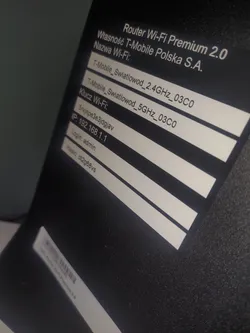 Router Wi-Fi Premium 2.0
Własność T-Mobile Polska S.A.
Nazwa Wi-Fi:
T-Mobile_Swiatlowod_2.4GHz_03C0
T-Mobile_Swiatlowod_5GHz_03C0
Klucz Wi-Fi:
IP: 192.168.1.1
Login: admin